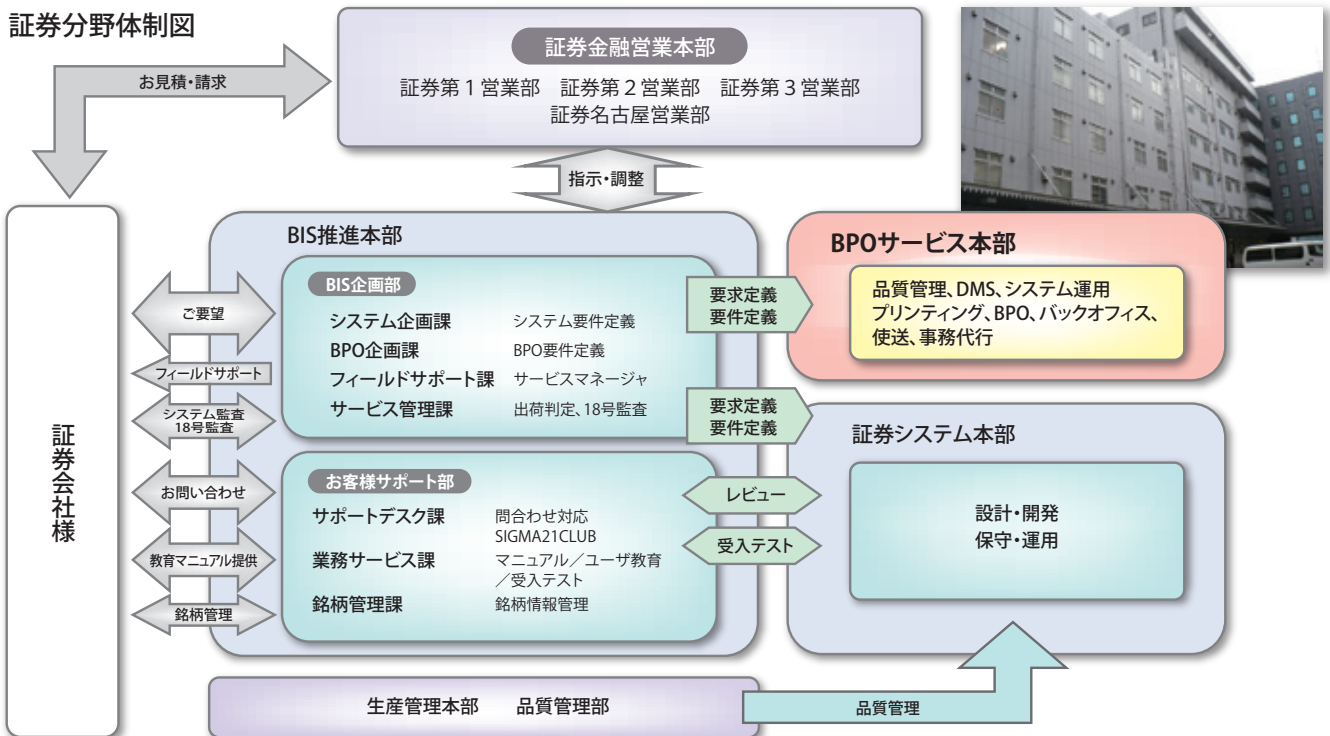 証券分野体制図
お見積・請求
証券金融営業本部
証券第1営業部 証券第2営業部 証券第3営業部
証券名古屋営業部
指示・調整
証券会社様
ご要望
フィールドサポート
システム監査
18号監査
お問い合わせ
教育マニュアル提供
銘柄管理
BIS推進本部
BIS企画部
システム企画課 システム要件定義
BPO企画課 BPO要件定義
フィールドサポート課 サービスマネージャ
サービス管理課 出荷判定、18号監査
お客様サポート部
サポートデスク課 問合わせ対応
SIGMA21CLUB
業務サービス課 マニュアル/ユーザ教育
/受入テスト
銘柄管理課 銘柄情報管理
要求定義
要件定義
要求定義
要件定義
レビュー
受入テスト
BPOサービス本部
品質管理、DMS、システム運用
プリンティング、BPO、バックオフィス、
使送、事務代行
証券システム本部
設計・開発
保守・運用
生産管理本部 品質管理部
品質管理